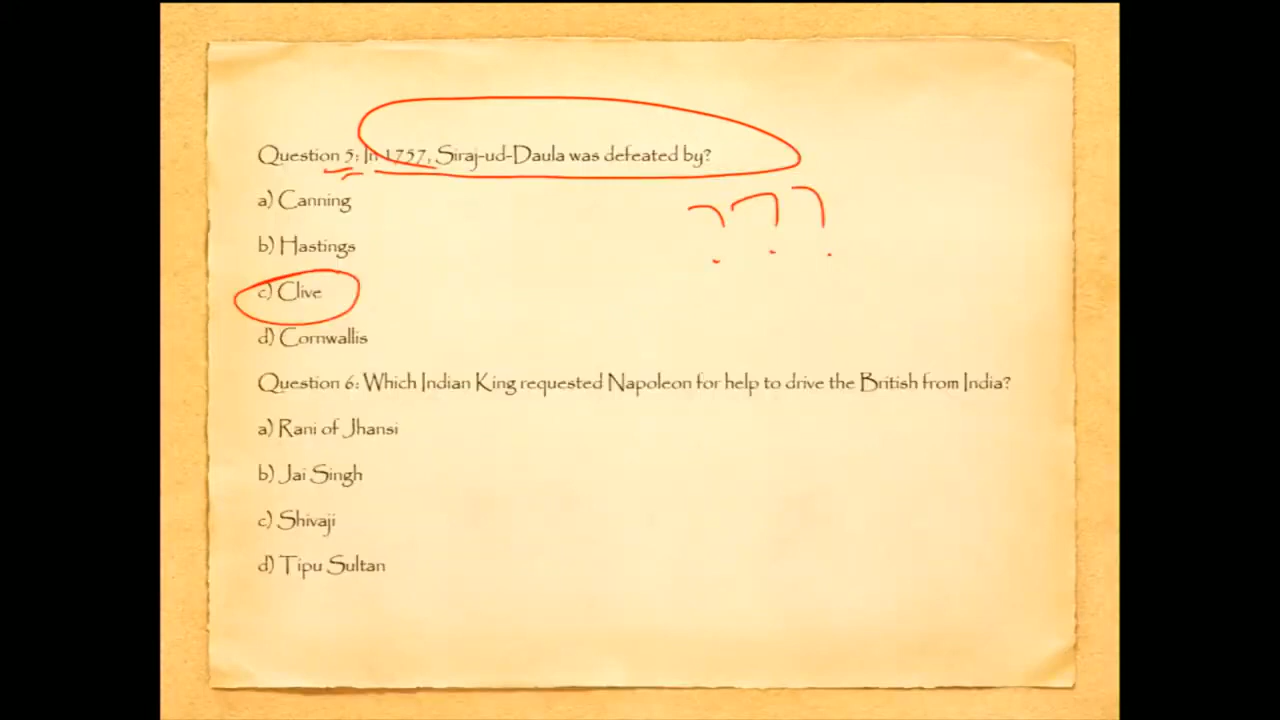 Question 5: In 1757, Siraj-ud-Daula was defeated by?
a) Canning
b) Hastings
c) Clive
d) Cornwallis
???
Question 6: Which Indian King requested Napoleon for help to drive the British from India?
a) Rani of Jhansi
b) Jai Singh
c) Shivaji
d) Tipu Sultan